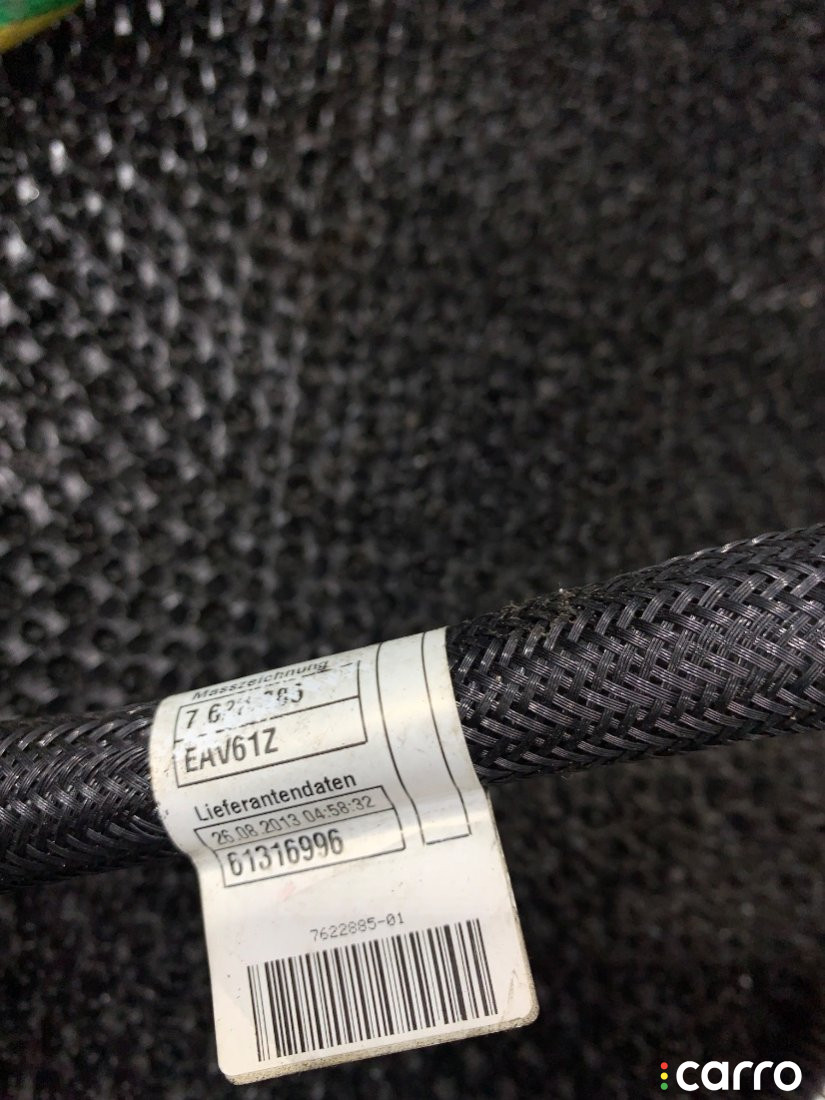 Masszeichnung
EAV61Z
Lieferantendaten
26.08.2013 04:58:32
61316996
7622885-01
carro